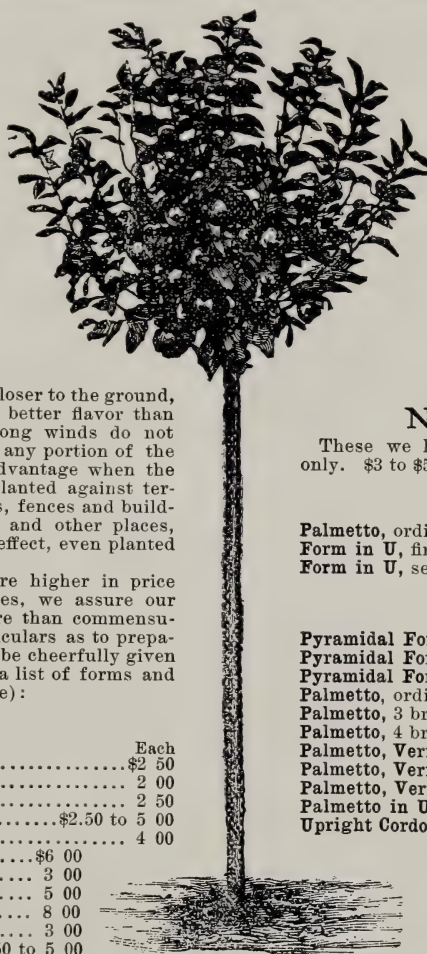 loser to the ground,
better flavor than
ong winds do not
any portion of the
dvantage when the
lanted against ter-
s, fences and build-
and other places,
effect, even planted
re higher in price
es, we assure our
re than commensu-
culars as to prepa-
be cheerfully given
a list of forms and
e):
Each
$2 50
2 00
2 50
$2.50 to 5 00
4 00
$6 00
3 00
5 00
8 00
3 00
50 to 5 00
N
These we
only. $3 to $5
Palmetto, ordi
Form in U, fi
Form in U, se
Pyramidal Fo
Pyramidal Fo
Pyramidal Fo
Palmetto, ordi
Palmetto, 3 br
Palmetto, 4 br
Palmetto, Ver
Palmetto, Ver
Palmetto, Ver
Palmetto in U
Upright Cordo